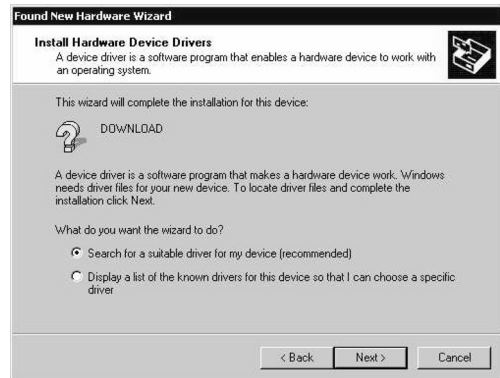 Found New Hardware Wizard
Install Hardware Device Drivers
A device driver is a software program that enables a hardware device to work with
an operating system.
This wizard will complete the installation for this device:
DOWNLOAD
A device driver is a software program that makes a hardware device work. Windows
needs driver files for your new device. To locate driver files and complete the
installation click Next.
What do you want the wizard to do?
Search for a suitable driver for my device (recommended)
Display a list of the known drivers for this device so that I can choose a specific
driver
< Back
Next >
Cancel